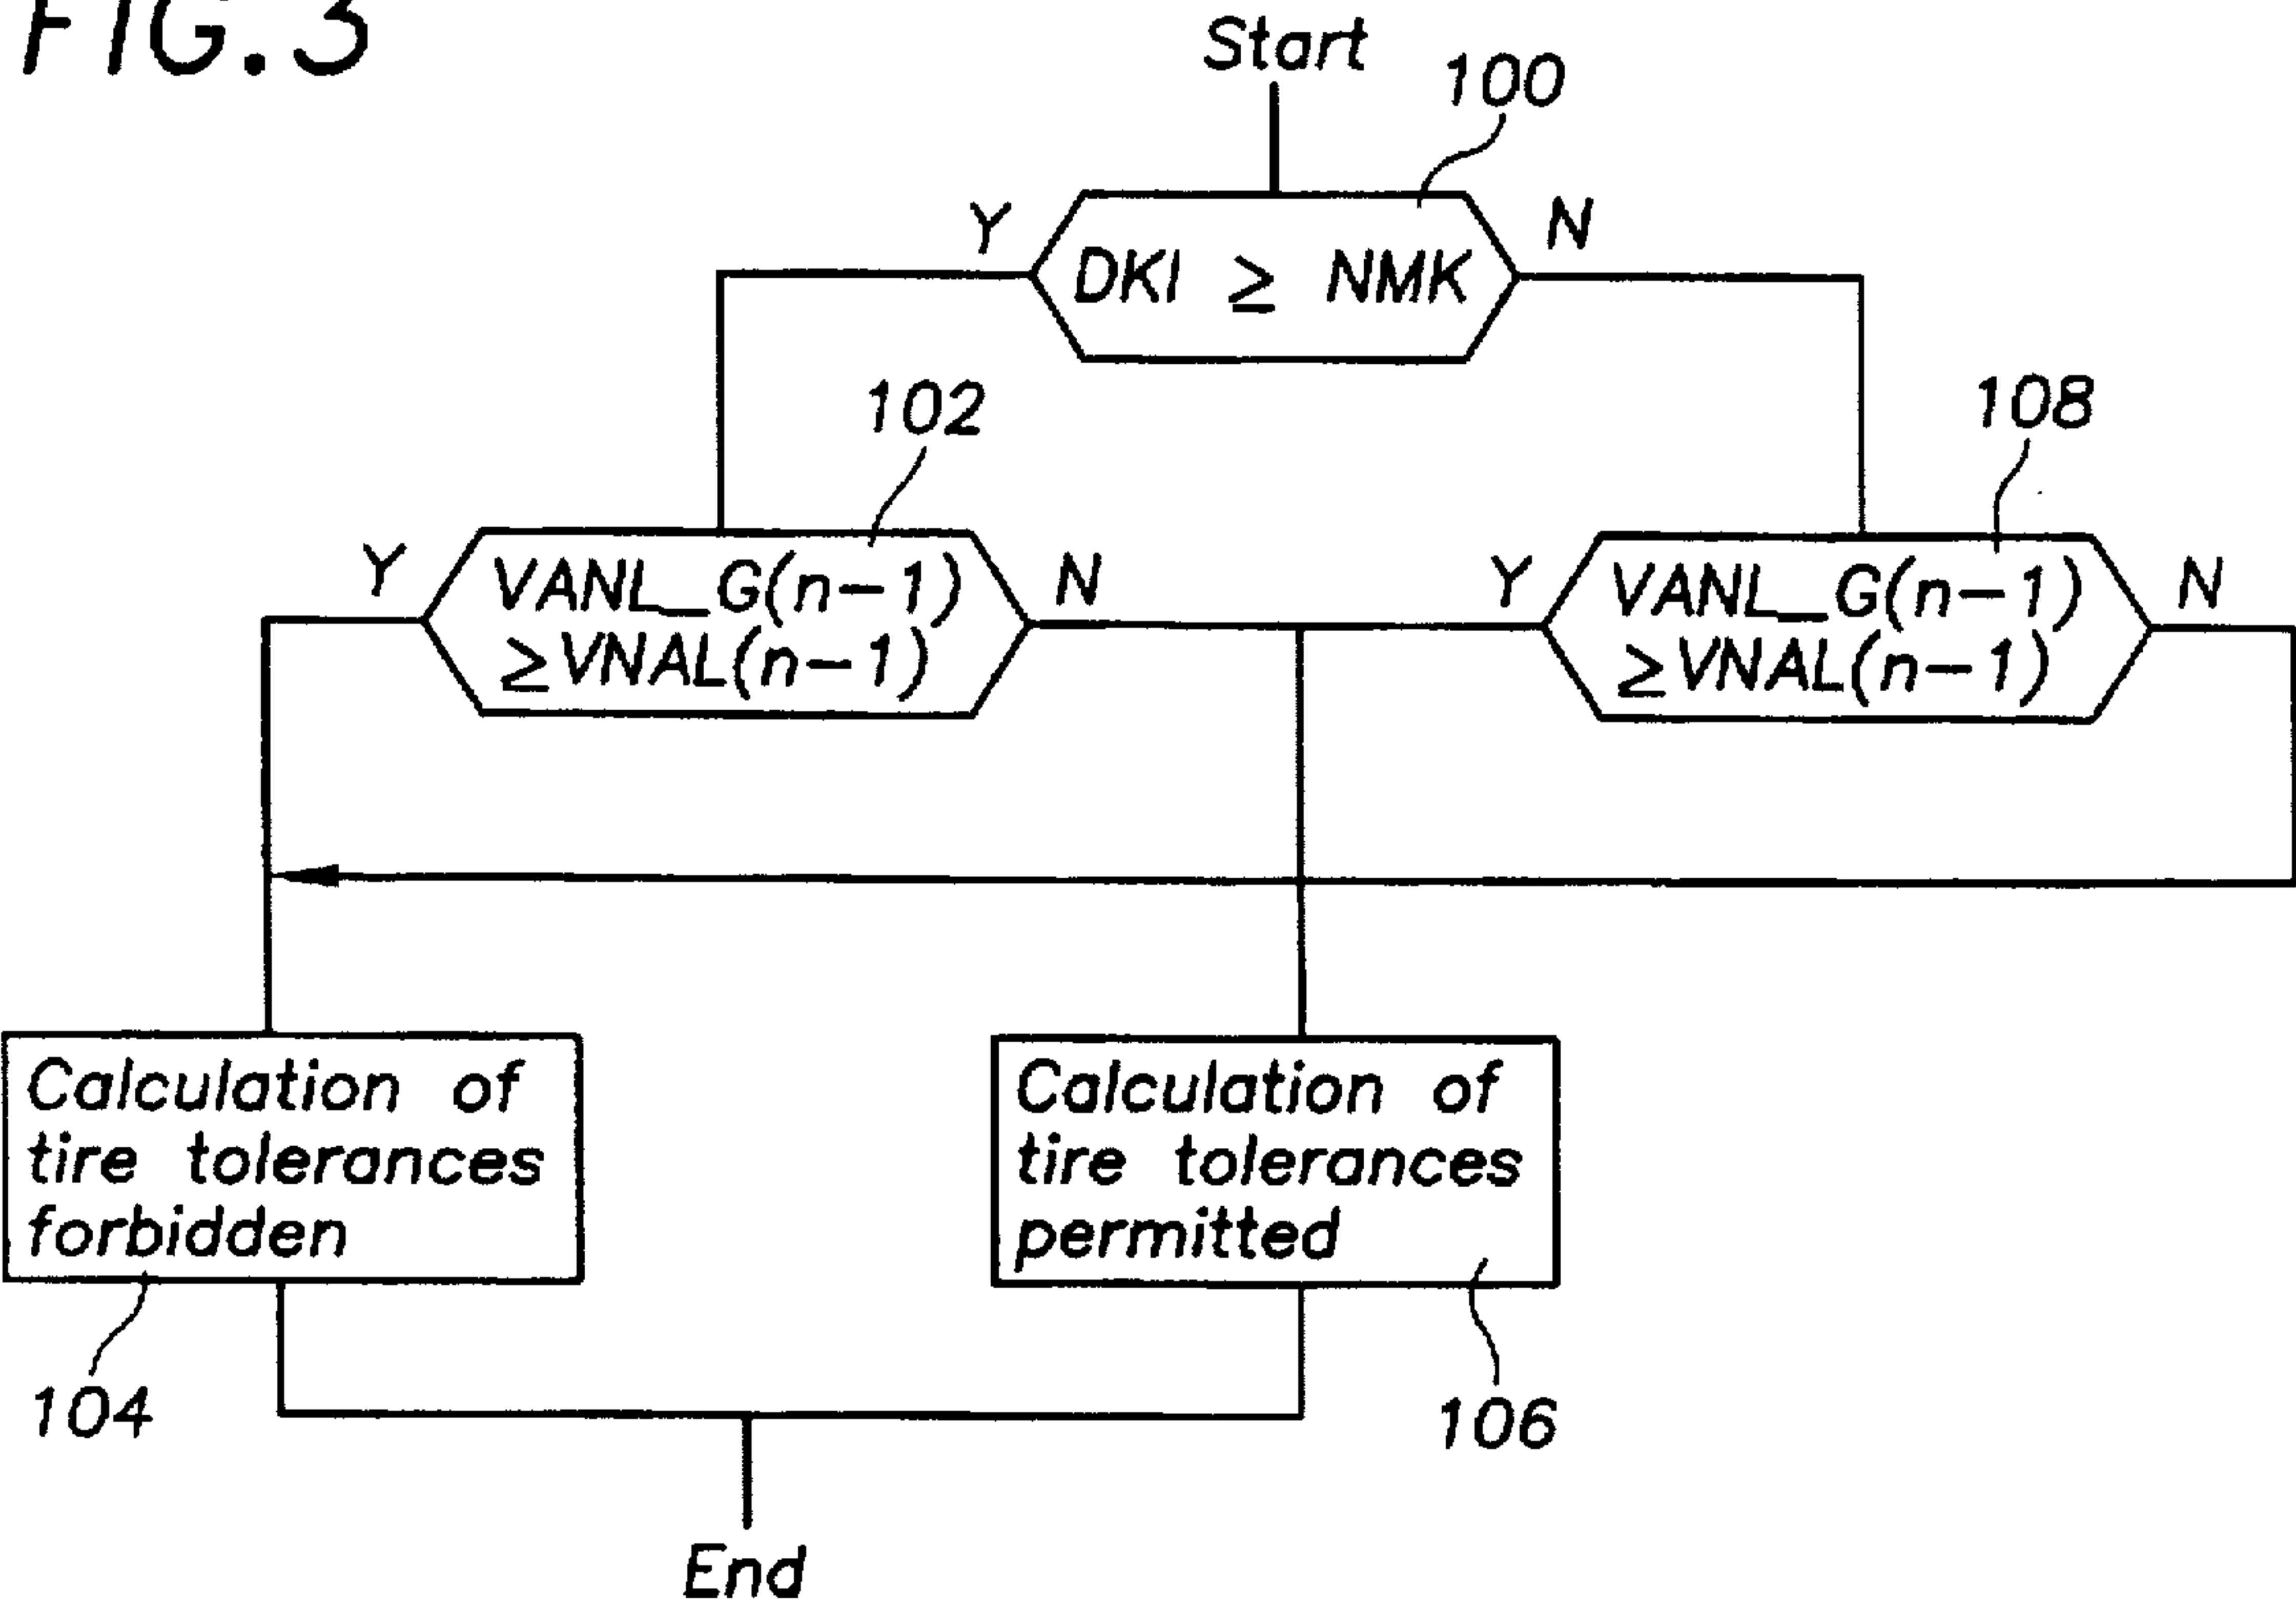 FIG.3
Start
100
Y
DKI ≥ NMK
N
102
108
Y
VANL_G(n-1)
≥VNAL(n-1)
N
Y
VANL_G(n-1)
≥VNAL(n-1)
N
Calculation of
tire tolerances
forbidden
Calculation of
tire tolerances
permitted
104
106
End